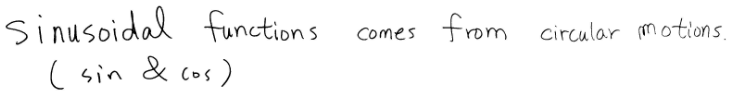 Sinusoidal functions comes from circular motions.
( sin & cos )